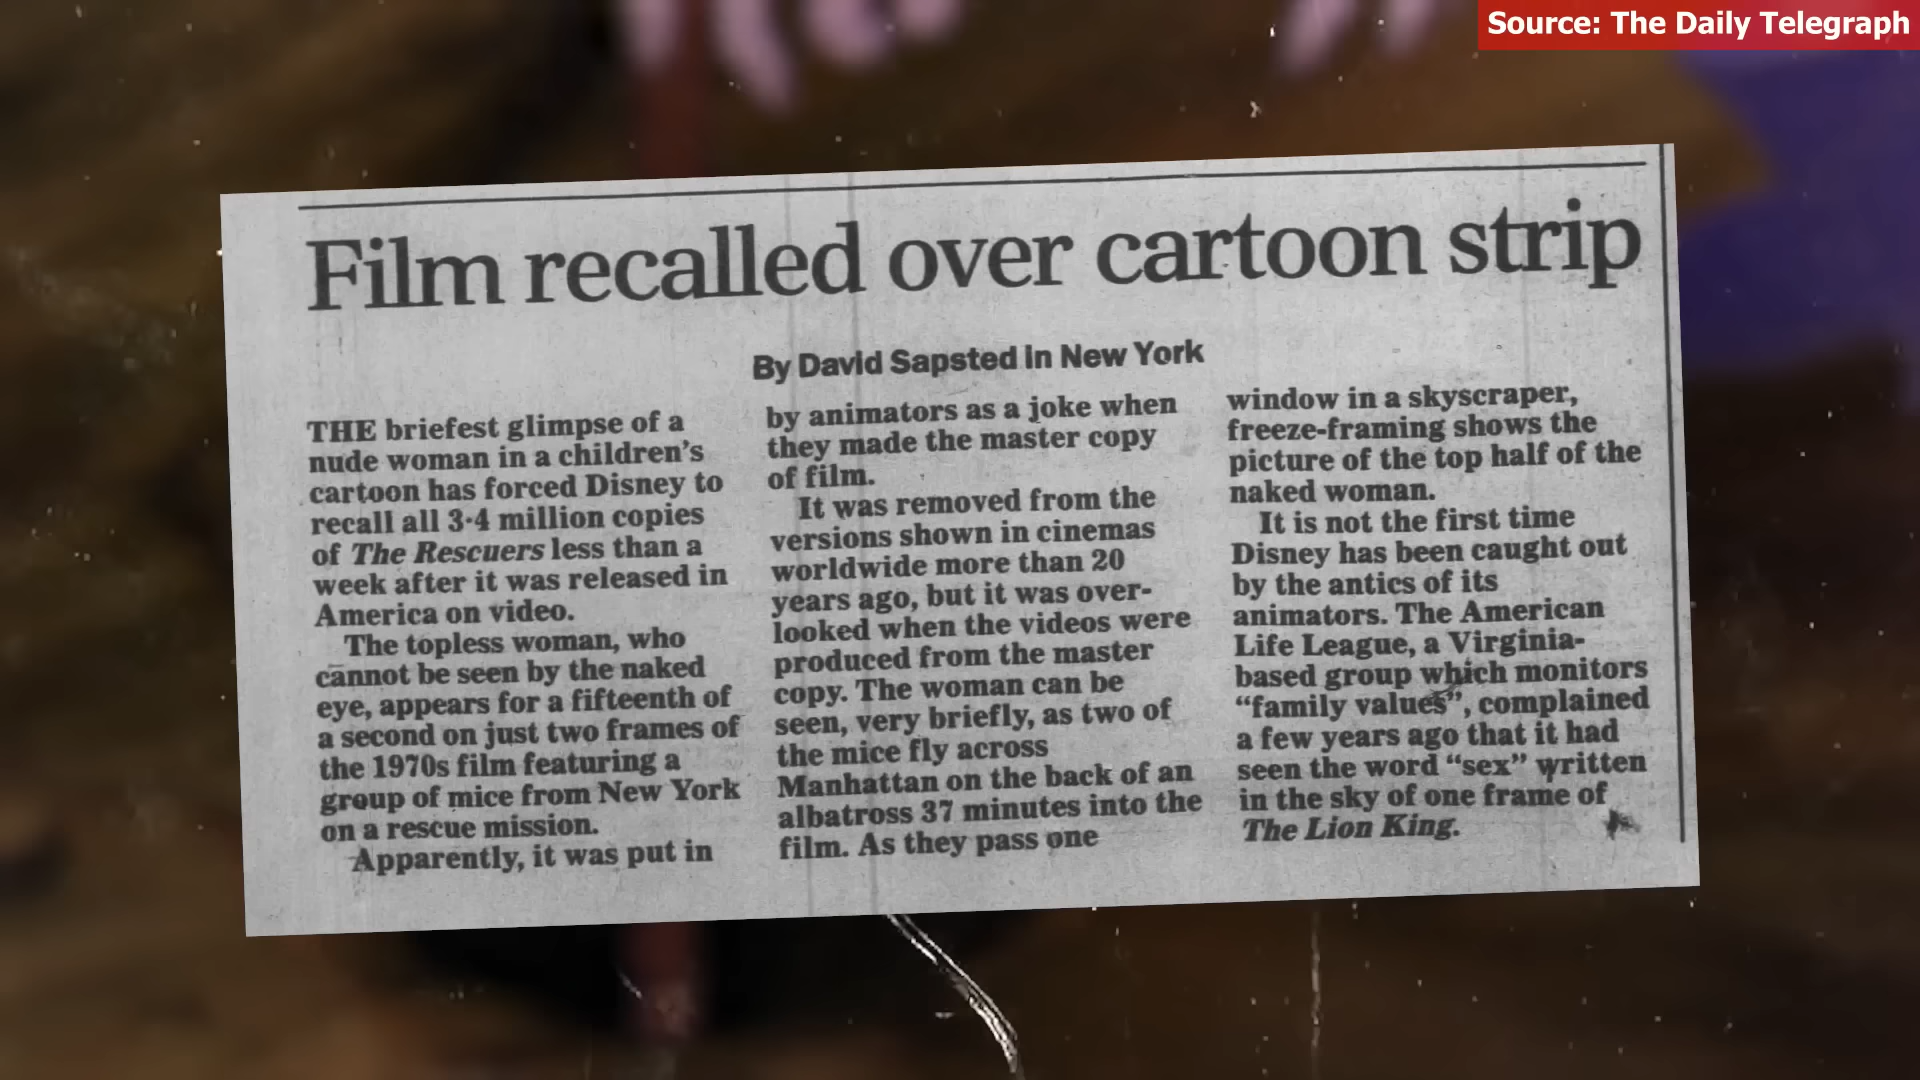 Source: The Daily Telegraph
Film recalled over cartoon strip
By David Sapsted in New York
THE briefest glimpse of a
nude woman in a children's
cartoon has forced Disney to
recall all 3·4 million copies
of The Rescuers less than a
week after it was released in
America on video.
The topless woman, who
cannot be seen by the naked
eye, appears for a fifteenth of
a second on just two frames of
the 1970s film featuring a
group of mice from New York
on a rescue mission.
Apparently, it was put in
by animators as a joke when
they made the master copy
of film.
It was removed from the
versions shown in cinemas
worldwide more than 20
years ago, but it was over-
looked when the videos were
produced from the master
copy. The woman can be
seen, very briefly, as two of
the mice fly across
Manhattan on the back of an
albatross 37 minutes into the
film. As they pass one
window in a skyscraper,
freeze-framing shows the
picture of the top half of the
naked woman.
It is not the first time
Disney has been caught out
by the antics of its
animators. The American
Life League, a Virginia-
based group which monitors
“family values”, complained
a few years ago that it had
seen the word “sex” written
in the sky of one frame of
The Lion King.